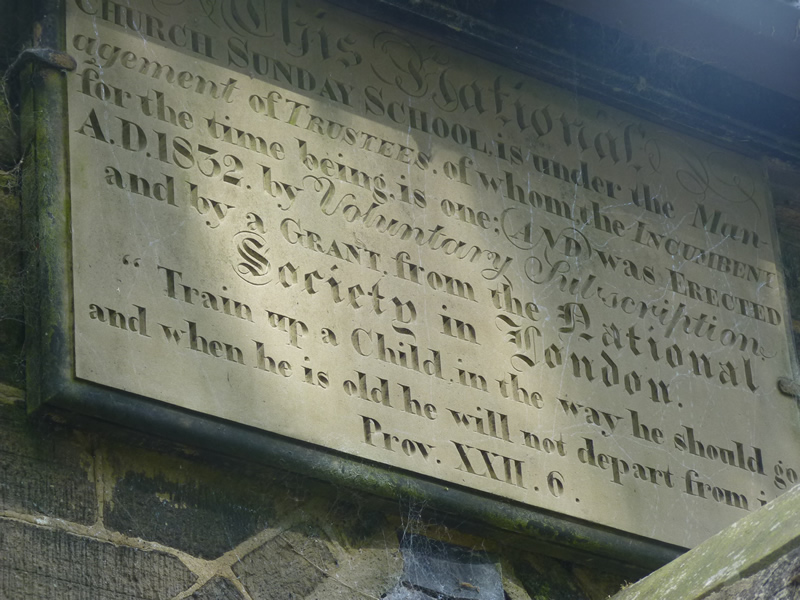 This National
CHURCH SUNDAY SCHOOL, is under the Man-
agement of TRUSTEES, of whom the INCUMBENT
for the time being, is one; AND was ERECTED
A.D. 1832, by Voluntary Subscription
and by a GRANT, from the National
Society in London.
“Train up a Child, in the way he should go
and when he is old he will not depart from
Prov. XXII. 6.